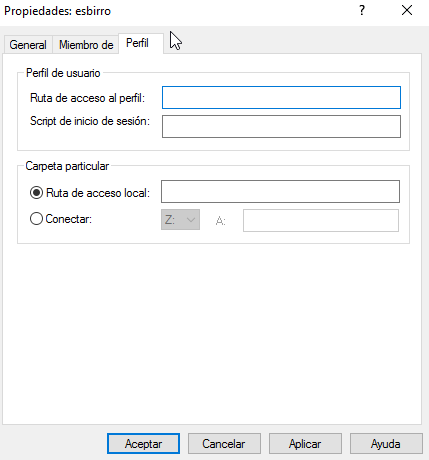 Propiedades: esbirro ? ×
General Miembro de Perfil
Perfil de usuario
Ruta de acceso al perfil:
Script de inicio de sesión:
Carpeta particular
Ruta de acceso local:
Conectar: Z: A:
Aceptar Cancelar Aplicar Ayuda